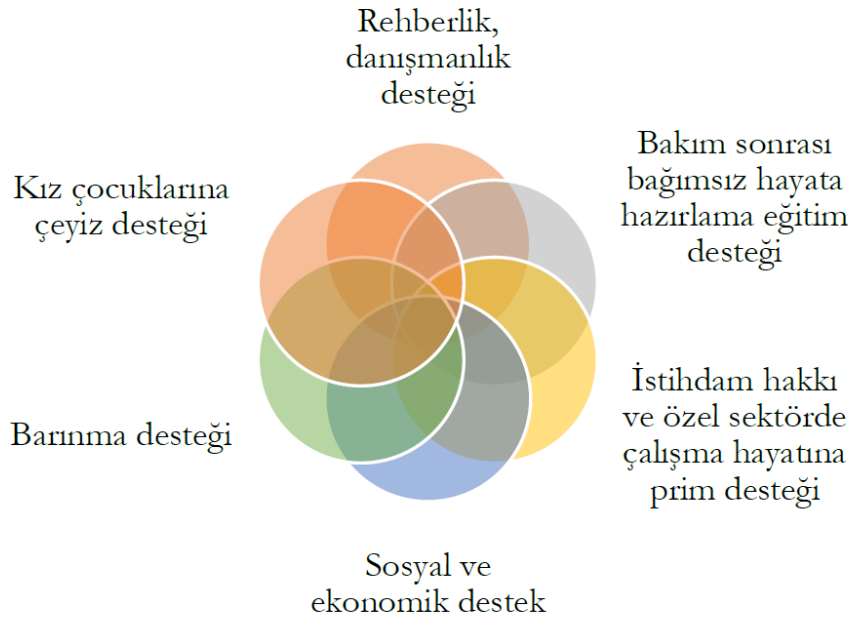 Rehberlik,
danışmanlık
desteği
Bakım sonrası
bağımsız hayata
hazırlama eğitim
desteği
İstihdam hakkı
ve özel sektörde
çalışma hayatına
prim desteği
Sosyal ve
ekonomik destek
Barınma desteği
Kız çocuklarına
çeyiz desteği